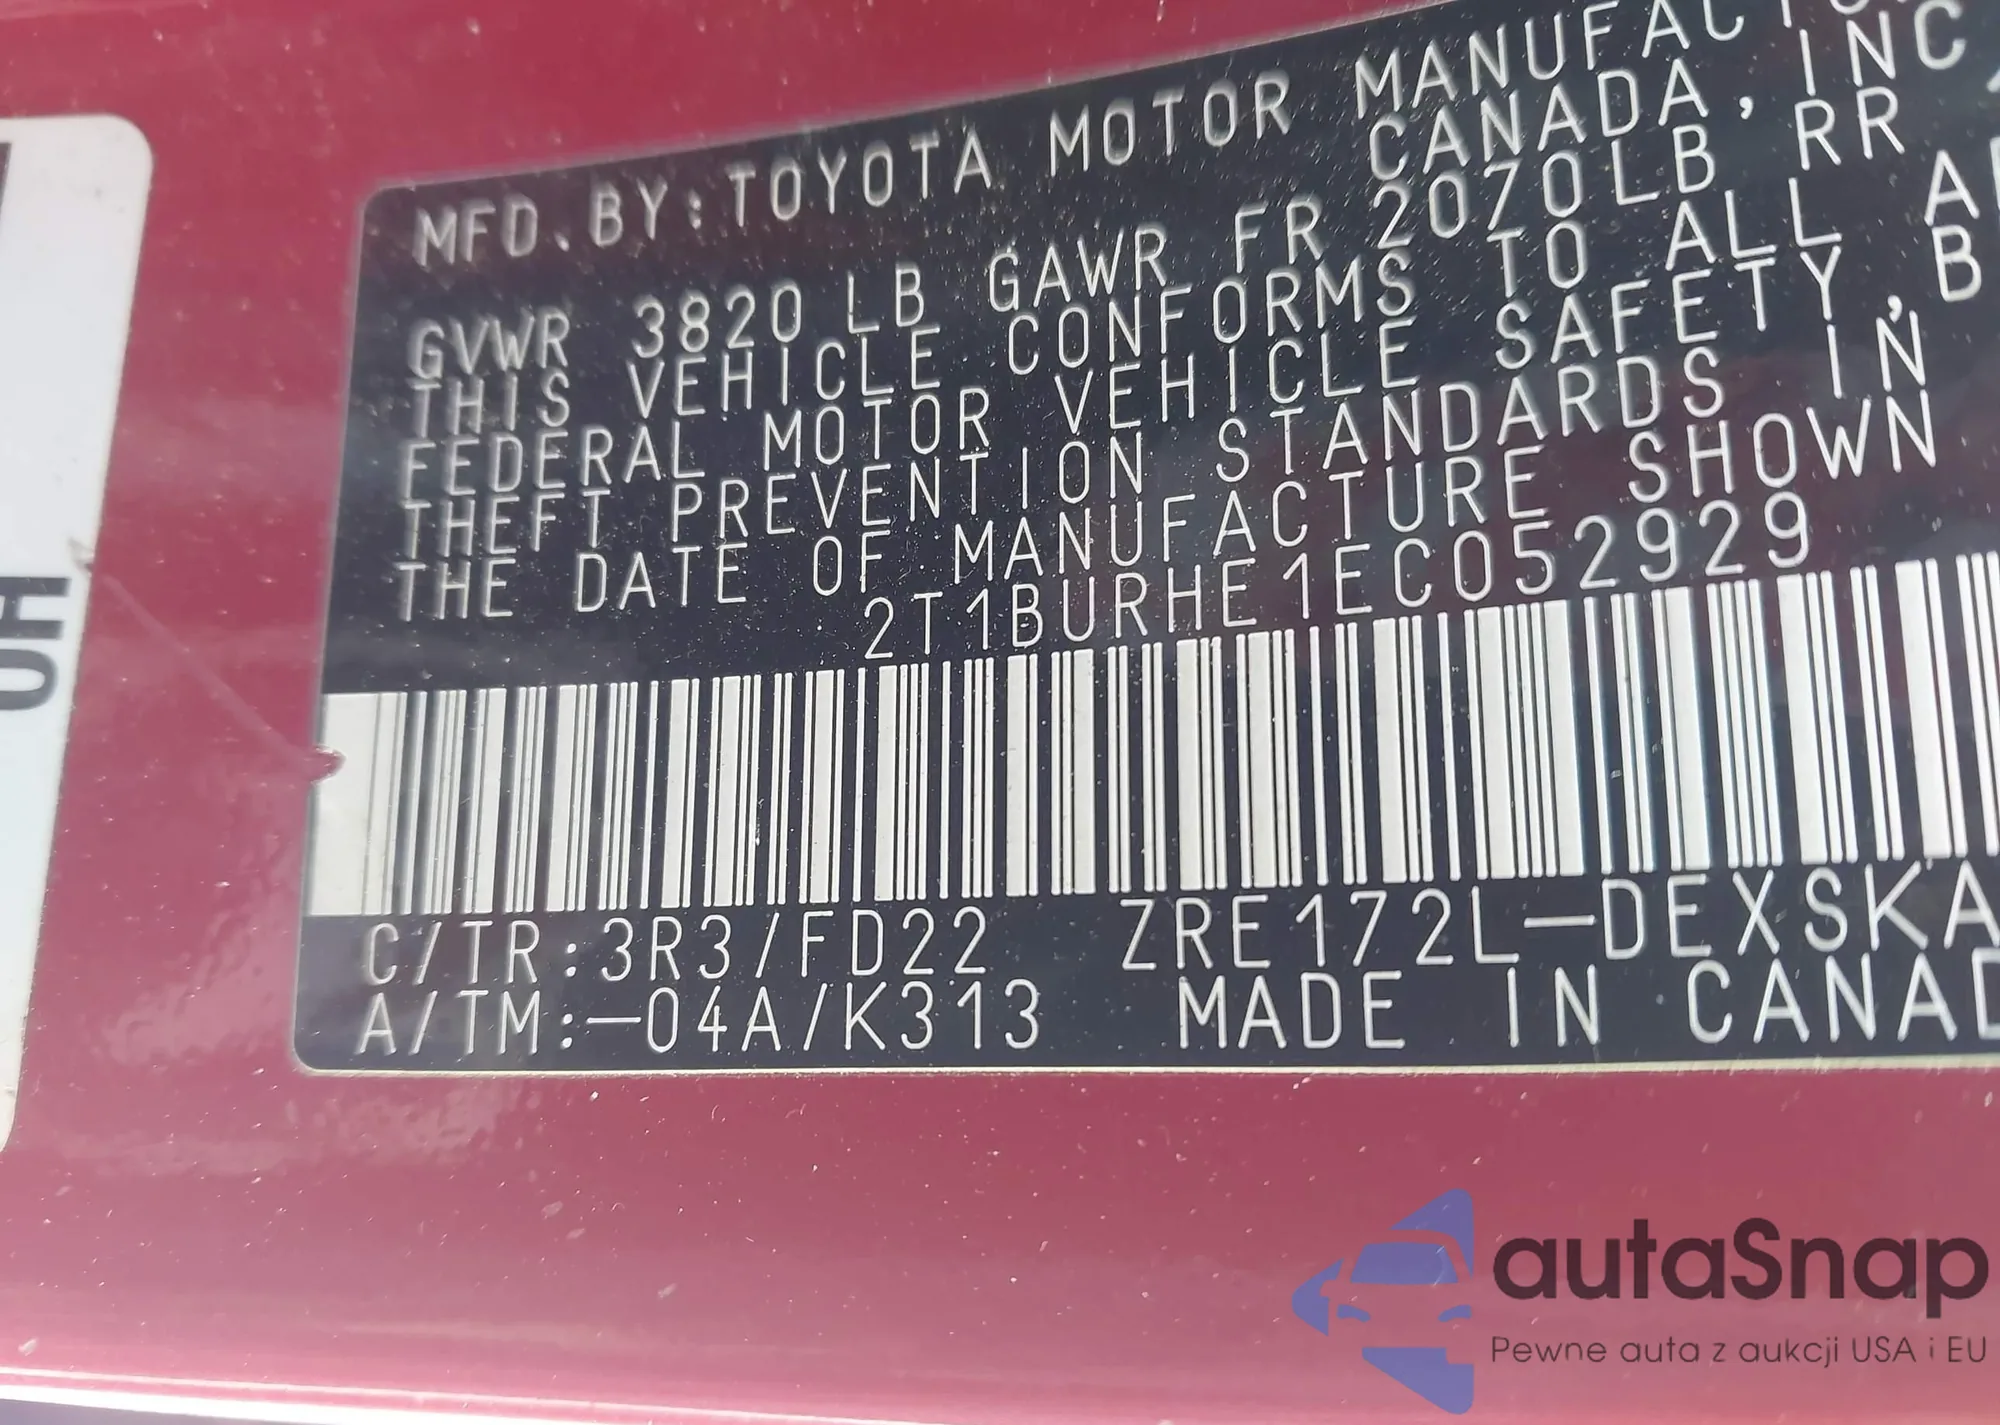 MFD. BY:TOYOTA MOTOR MANUFACTU
CANADA, INC.
GVWR 3820 LB GAWR FR 2070LB RR
THIS VEHICLE CONFORMS TO ALL
FEDERAL MOTOR VEHICLE SAFETY, B
THEFT PREVENTION STANDARDS IN
THE DATE OF MANUFACTURE SHOWN
2T1BURHE1EC052929
C/TR:3R3/FD22 ZRE172L-DEXSKA
A/TM:-04A/K313 MADE IN CANAD
HO
autaSnap
Pewne auta z aukcji USA i EU